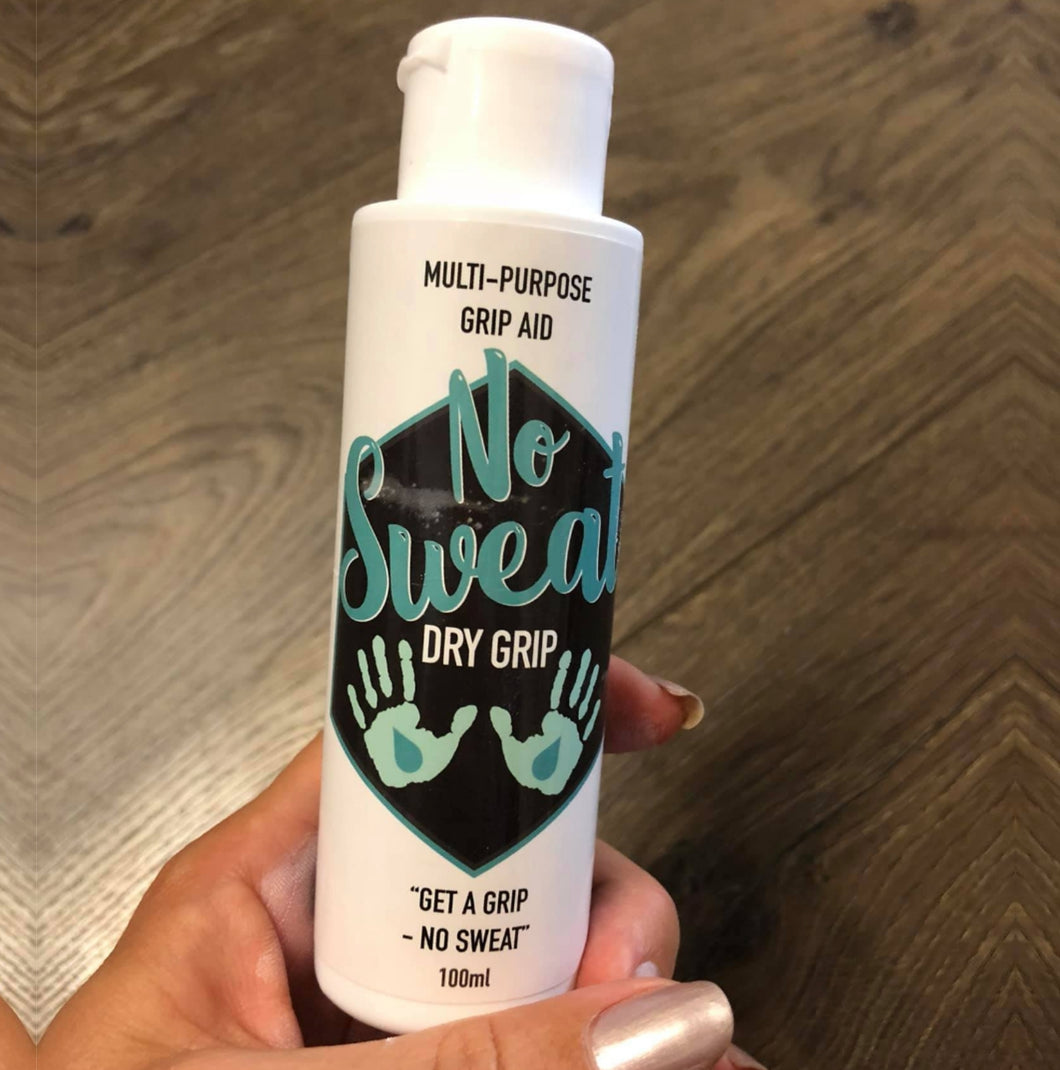 MULTI-PURPOSE
GRIP AID
No
Sweat
DRY GRIP
“GET A GRIP
- NO SWEAT”
100ml